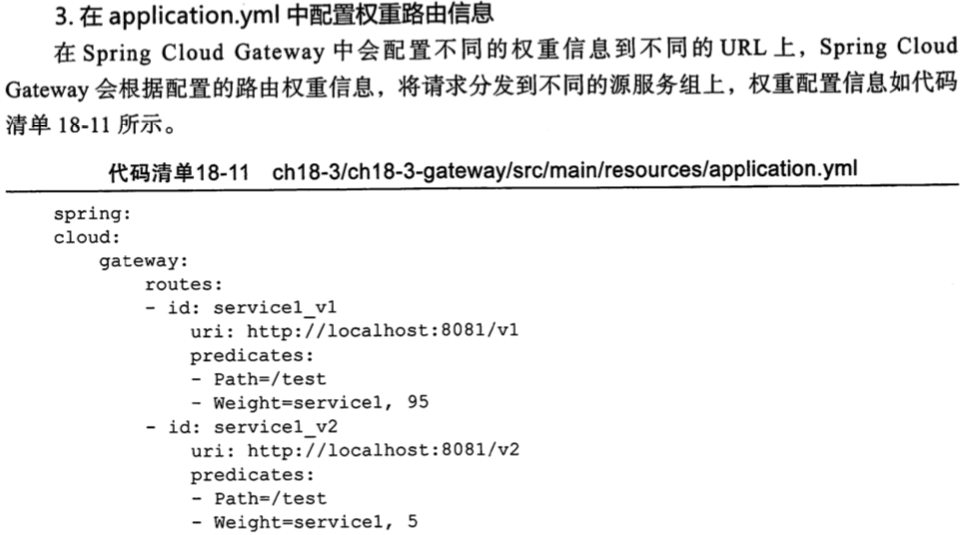 3. 在 application.yml 中配置权重路由信息
在 Spring Cloud Gateway 中会配置不同的权重信息到不同的 URL 上，Spring Cloud
Gateway 会根据配置的路由权重信息，将请求分发到不同的源服务组上，权重配置信息如代码
清单 18-11 所示。
代码清单18-11 ch18-3/ch18-3-gateway/src/main/resources/application.yml
spring:
cloud:
gateway:
routes:
- id: service1_v1
uri: http://localhost:8081/v1
predicates:
- Path=/test
- Weight=service1, 95
- id: service1_v2
uri: http://localhost:8081/v2
predicates:
- Path=/test
- Weight=service1, 5